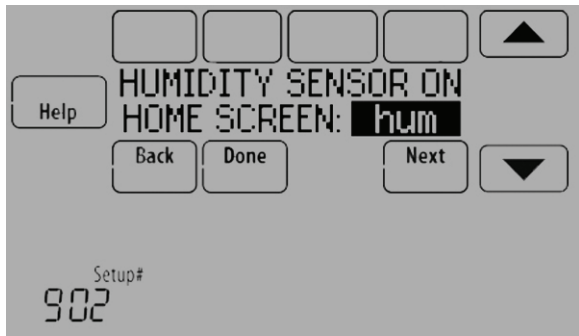 HUMIDITY SENSOR ON
Help
HOME SCREEN: hum
Back Done Next
Setup#
902